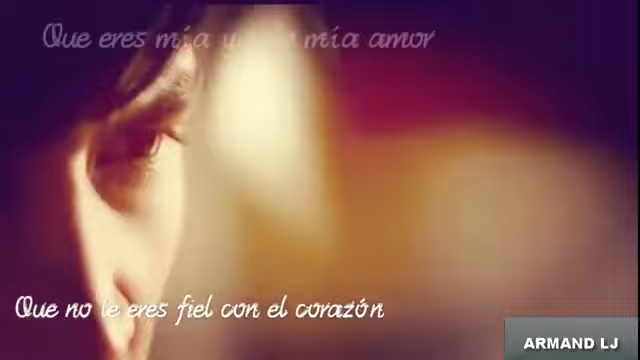 Que eres mía y mía amor
Que no le eres fiel con el corazón
ARMAND LJ